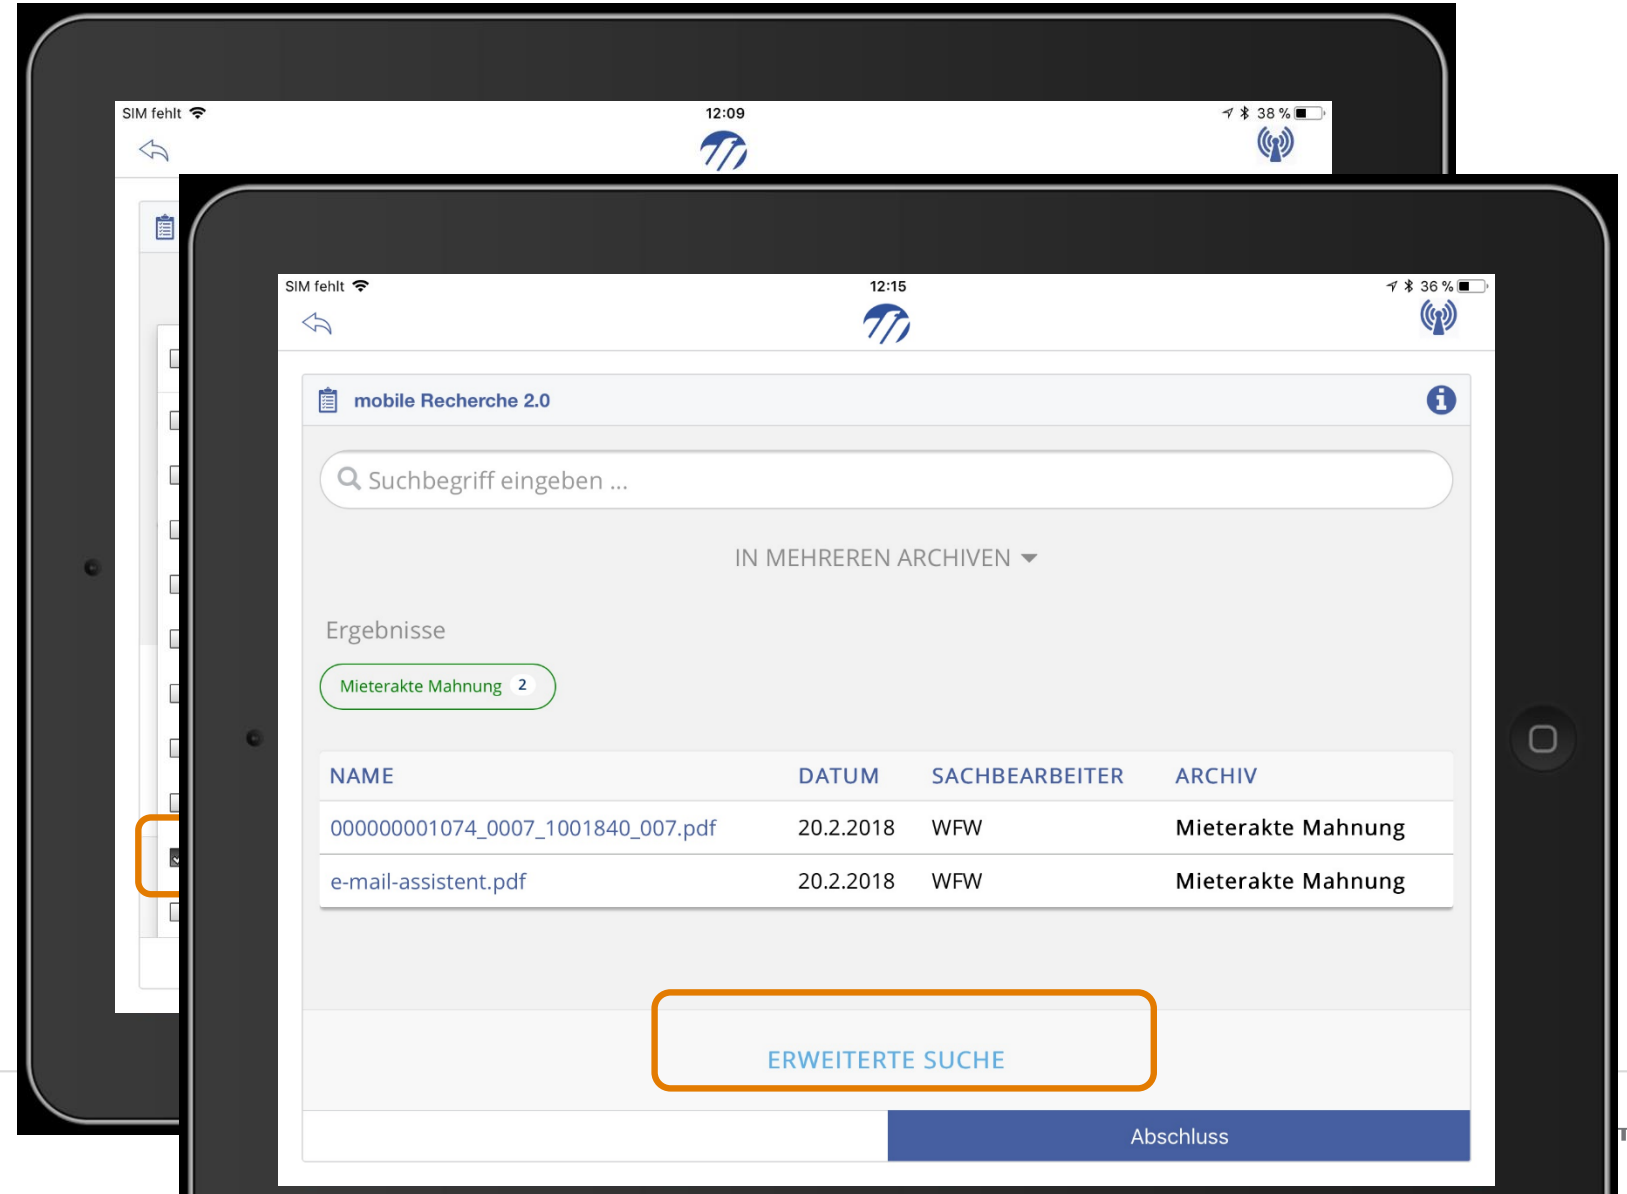 SIM fehlt 12:09 38 %
SIM fehlt 12:15 36 %
mobile Recherche 2.0
Suchbegriff eingeben ...
IN MEHREREN ARCHIVEN
Ergebnisse
Mieterakte Mahnung 2
NAME DATUM SACHBEARBEITER ARCHIV
000000001074_0007_1001840_007.pdf 20.2.2018 WFW Mieterakte Mahnung
e-mail-assistent.pdf 20.2.2018 WFW Mieterakte Mahnung
ERWEITERTE SUCHE
Abschluss